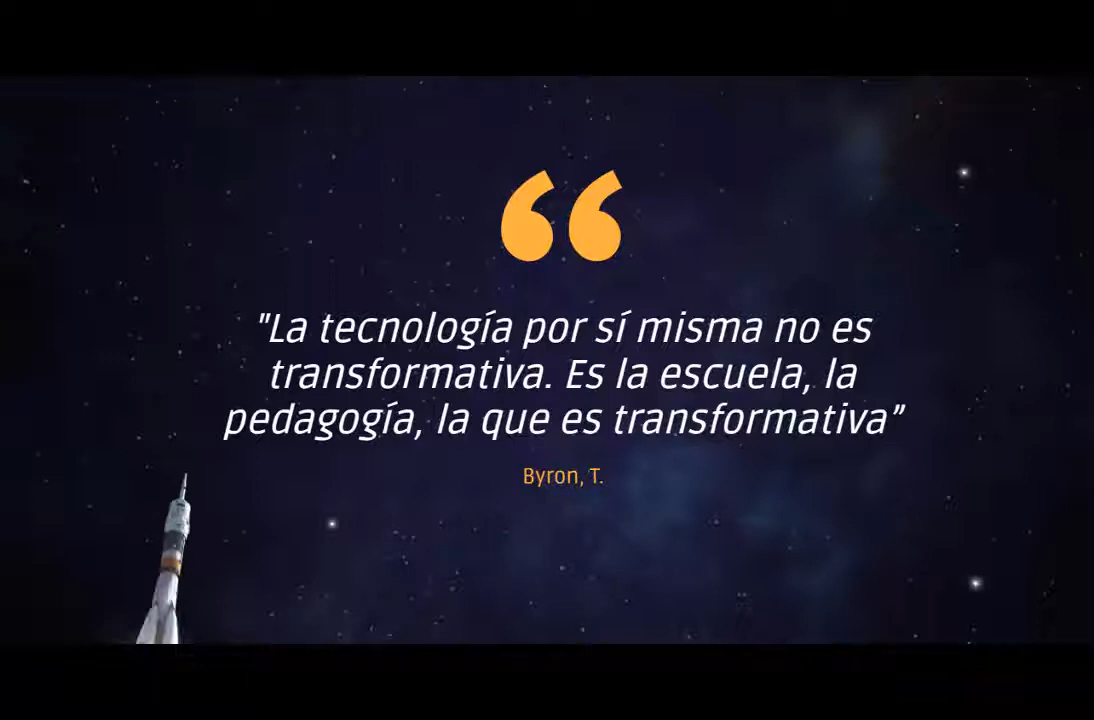 "La tecnología por sí misma no es
transformativa. Es la escuela, la
pedagogía, la que es transformativa”
Byron, T.